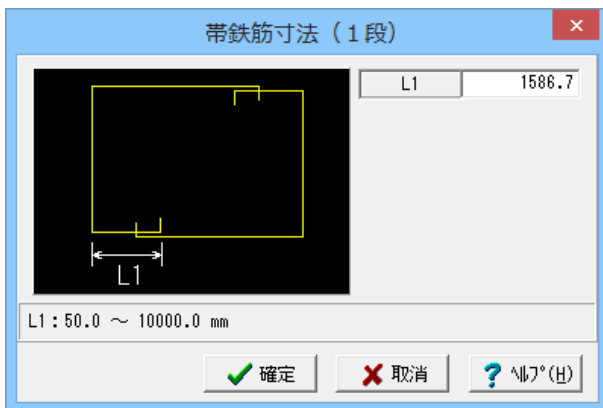 帯鉄筋寸法（１段）
×
L1 1586.7
L1
L1：50.0 ～ 10000.0 mm
確定 取消 ﾍﾙﾌﾟ(H)